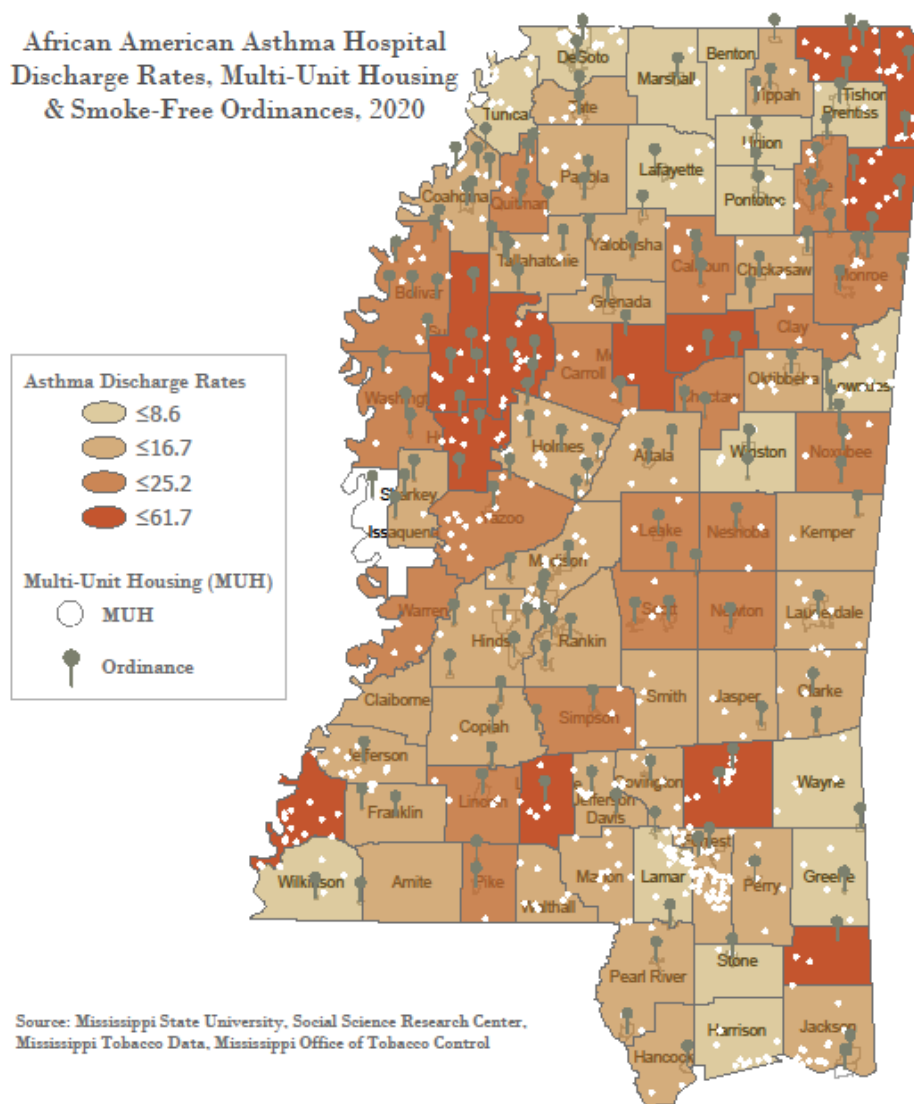 African American Asthma Hospital
Discharge Rates, Multi-Unit Housing
& Smoke-Free Ordinances, 2020
Asthma Discharge Rates
≤8.6
≤16.7
≤25.2
≤61.7
Multi-Unit Housing (MUH)
MUH
Ordinance
DeSoto
Benton
Marshall
Tippah
Tishom
Prentiss
Tate
Tunica
Union
Panola
Lafayette
Coahoma
Quitman
Pontotoc
Yalobusha
Tallahatchie
Calhoun
Chickasaw
Monroe
Bolivar
Grenada
Clay
Carroll
Oktibbeha
Lowndes
Washingt
Choctaw
Holmes
Attala
Winston
Noxubee
Sharkey
Issaquena
Yazoo
Leake
Neshoba
Kemper
Madison
Warren
Hinds
Rankin
Scott
Newton
Lauderdale
Claiborne
Copiah
Simpson
Smith
Jasper
Clarke
Jefferson
Franklin
Lincoln
Jefferson
Davis
Covington
Wayne
Wilkinson
Amite
Pike
Walthall
Marion
Lamar
Forrest
Perry
Greene
Pearl River
Stone
Hancock
Harrison
Jackson
Source: Mississippi State University, Social Science Research Center,
Mississippi Tobacco Data, Mississippi Office of Tobacco Control